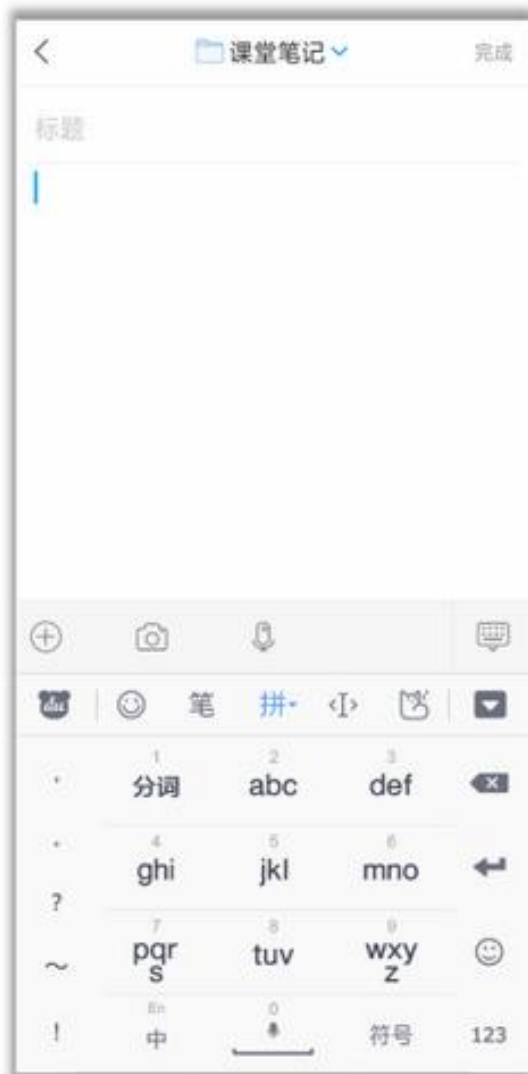 课堂笔记 完成
标题
du 笔 拼
, 1 分词 2 abc 3 def
。 4 ghi 5 jkl 6 mno
?
~ 7 pqrs 8 tuv 9 wxyz
! En 中 0 符号 123